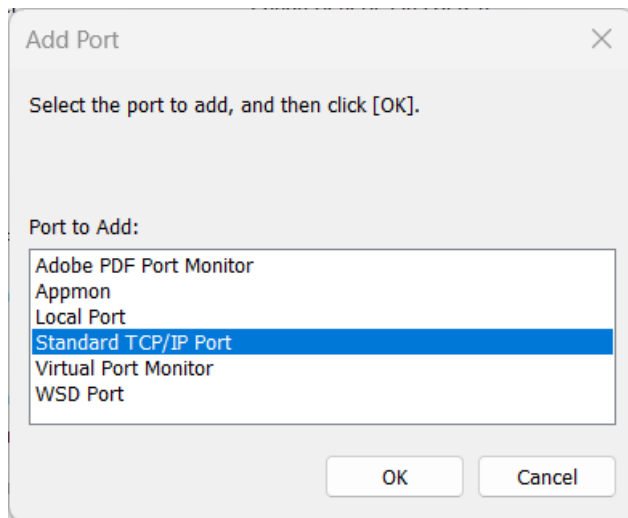 Add Port
Select the port to add, and then click [OK].
Port to Add:
Adobe PDF Port Monitor
Appmon
Local Port
Standard TCP/IP Port
Virtual Port Monitor
WSD Port
OK
Cancel